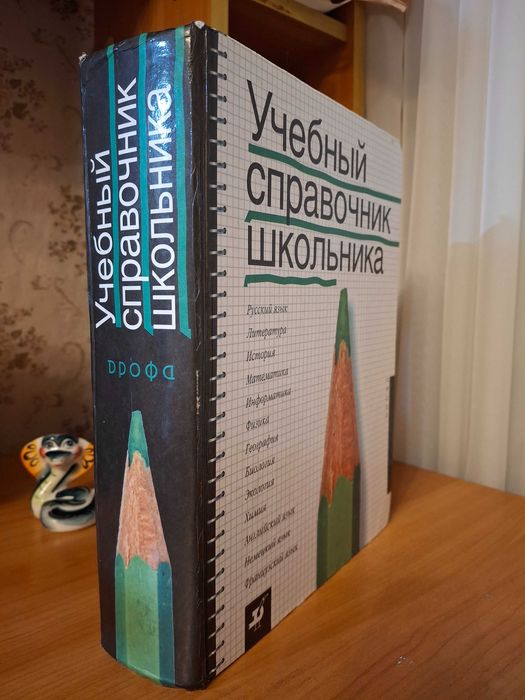 Учебный
справочник
школьника
дрофа
Учебный
справочник
школьника
Русский язык
Литература
История
Математика
Информатика
Физика
География
Биология
Экология
Химия
Английский язык
Немецкий язык
Французский язык